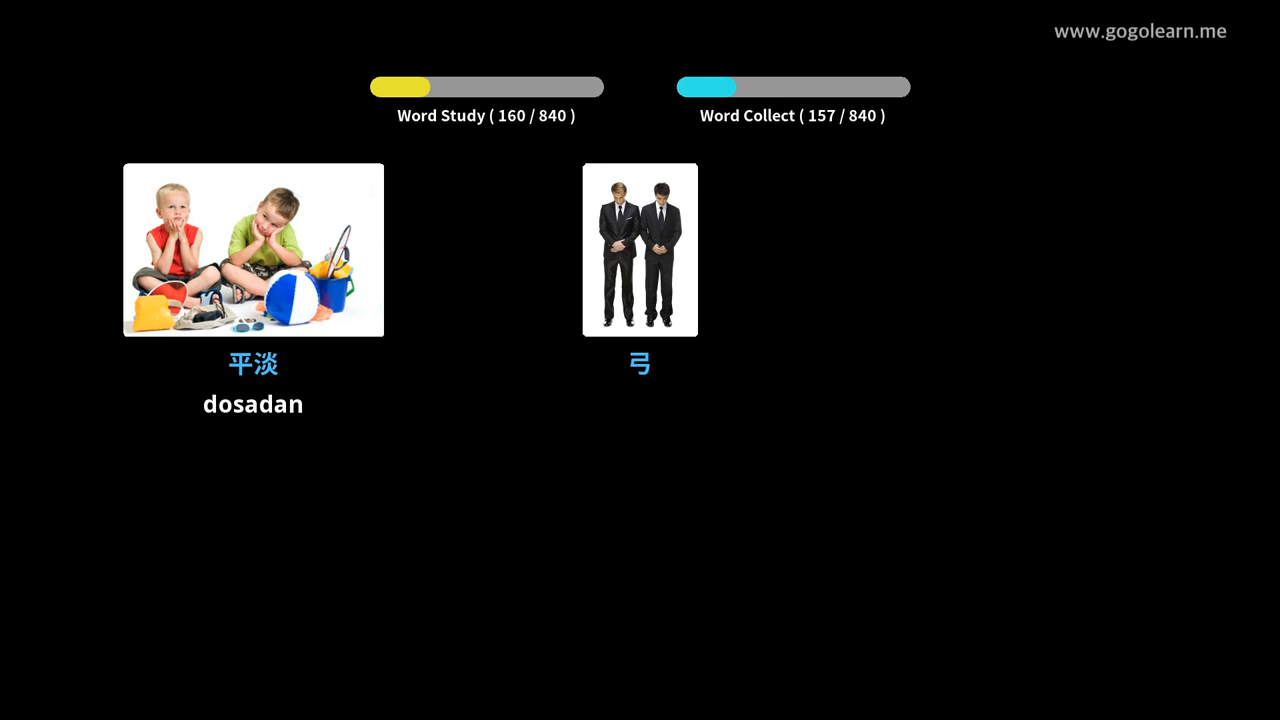 www.gogolearn.me
Word Study ( 160 / 840 )
Word Collect ( 157 / 840 )
平淡
dosadan
弓